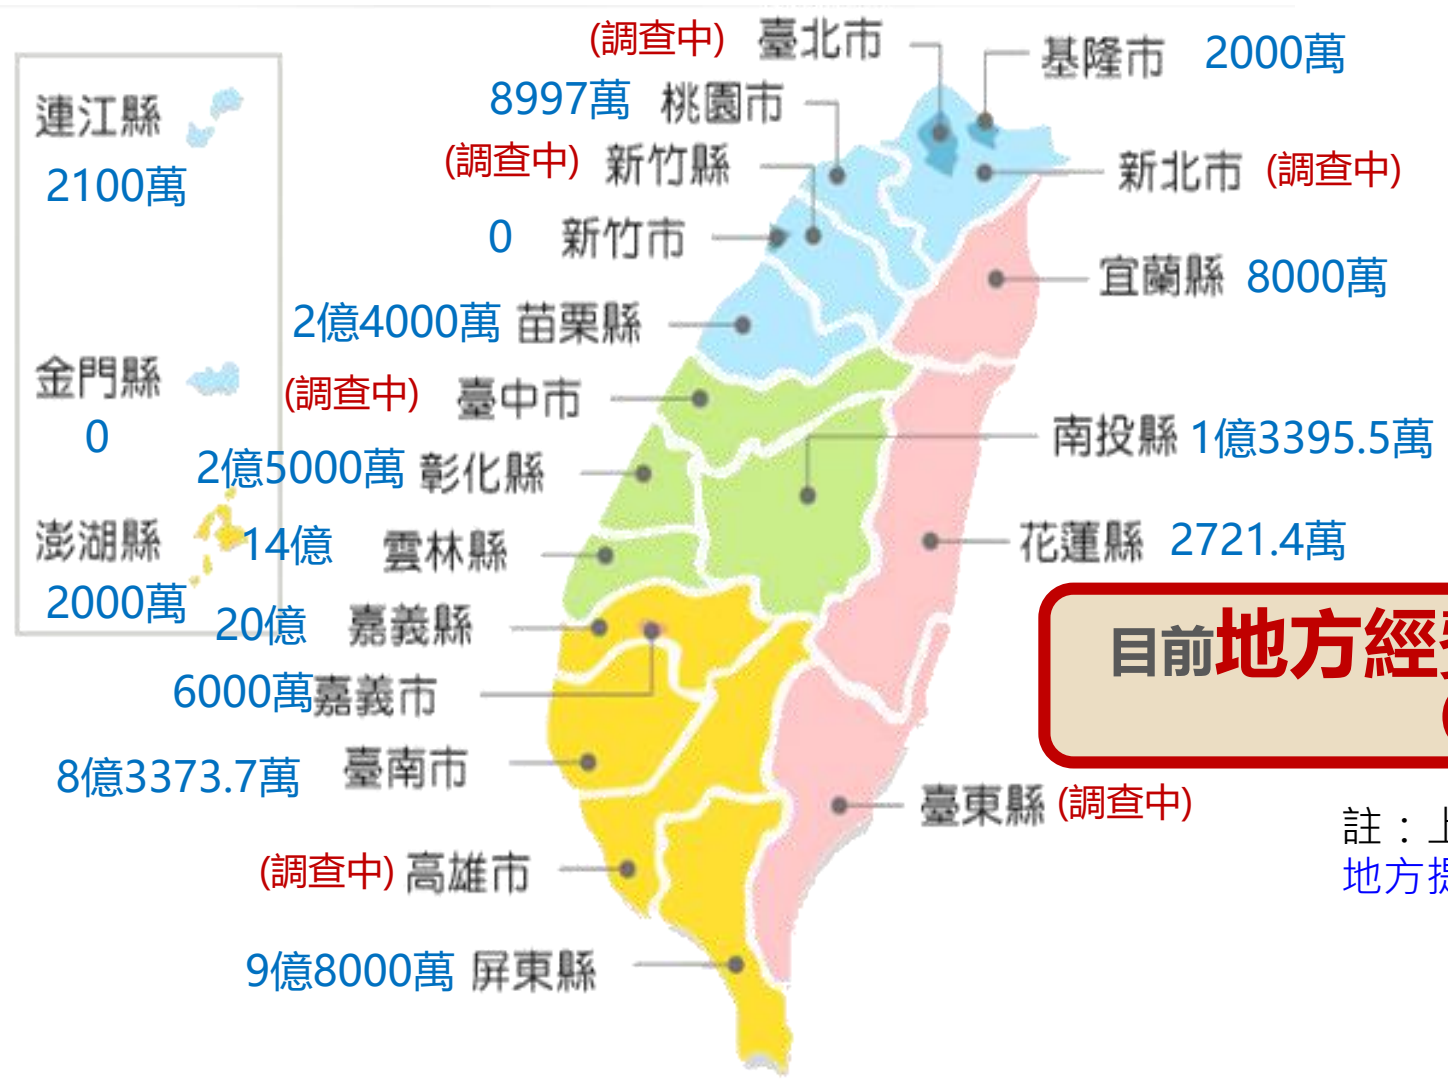 (調查中) 臺北市
基隆市 2000萬
8997萬 桃園市
(調查中) 新竹縣
新北市 (調查中)
0 新竹市
宜蘭縣 8000萬
2億4000萬 苗栗縣
(調查中) 臺中市
南投縣 1億3395.5萬
2億5000萬 彰化縣
花蓮縣 2721.4萬
14億 雲林縣
20億 嘉義縣
6000萬 嘉義市
8億3373.7萬 臺南市
臺東縣 (調查中)
(調查中) 高雄市
9億8000萬 屏東縣
連江縣
2100萬
金門縣
0
澎湖縣
2000萬
目前地方經
(
註：上
地方提